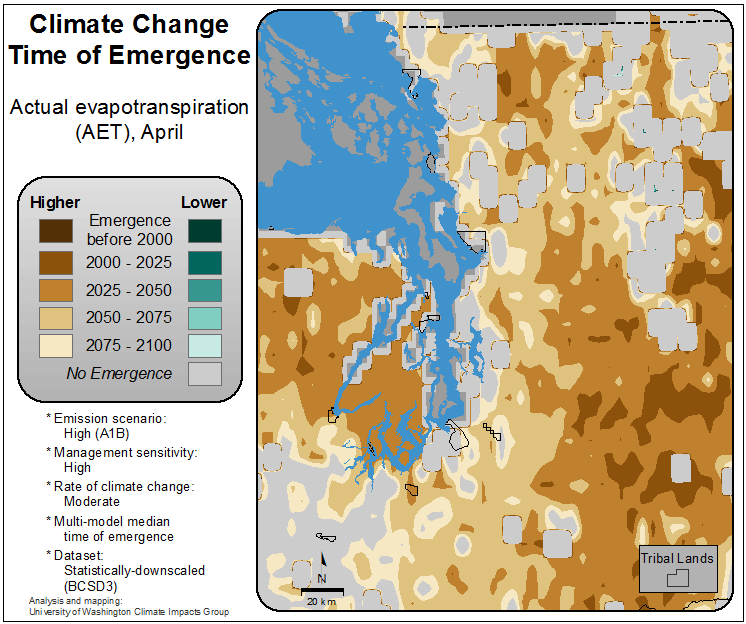 Climate Change
Time of Emergence
Actual evapotranspiration
(AET), April
Higher
Lower
Emergence
before 2000
2000 - 2025
2025 - 2050
2050 - 2075
2075 - 2100
No Emergence
* Emission scenario:
High (A1B)
* Management sensitivity:
High
* Rate of climate change:
Moderate
* Multi-model median
time of emergence
* Dataset:
Statistically-downscaled
(BCSD3)
Analysis and mapping:
University of Washington Climate Impacts Group
N
20 km
Tribal Lands